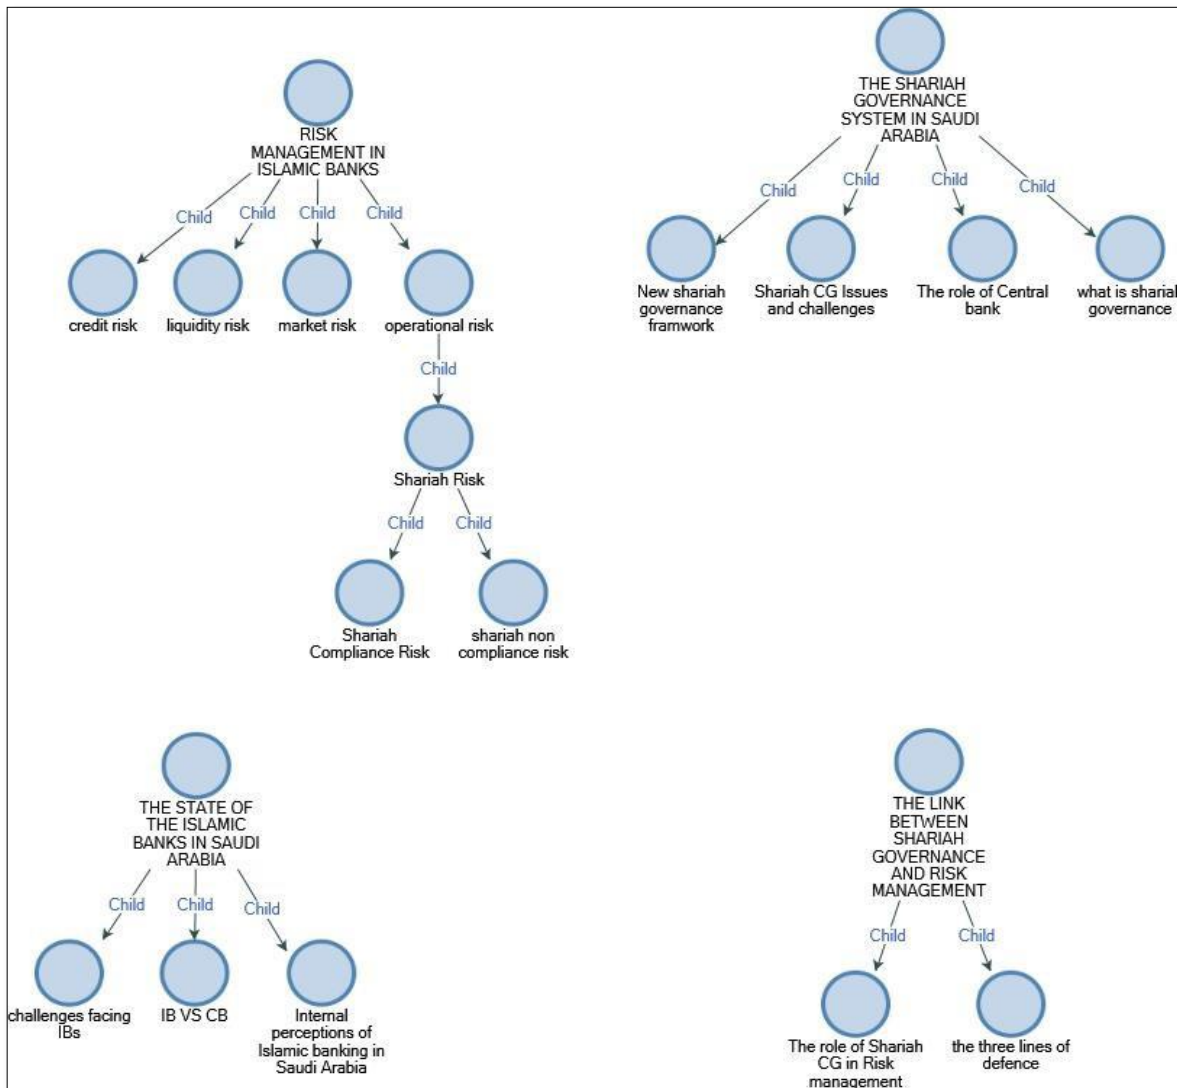 RISK
MANAGEMENT IN
ISLAMIC BANKS
Child
Child
Child
Child
credit risk
liquidity risk
market risk
operational risk
Child
Shariah Risk
Child
Child
Shariah
Compliance Risk
shariah non
compliance risk
THE SHARIAH
GOVERNANCE
SYSTEM IN SAUDI
ARABIA
Child
Child
Child
Child
New shariah
governance
framwork
Shariah CG Issues
and challenges
The role of Central
bank
what is shariah
governance
THE STATE OF
THE ISLAMIC
BANKS IN SAUDI
ARABIA
Child
Child
Child
challenges facing
IBs
IB VS CB
Internal
perceptions of
Islamic banking in
Saudi Arabia
THE LINK
BETWEEN
SHARIAH
GOVERNANCE
AND RISK
MANAGEMENT
Child
Child
The role of Shariah
CG in Risk
management
the three lines of
defence